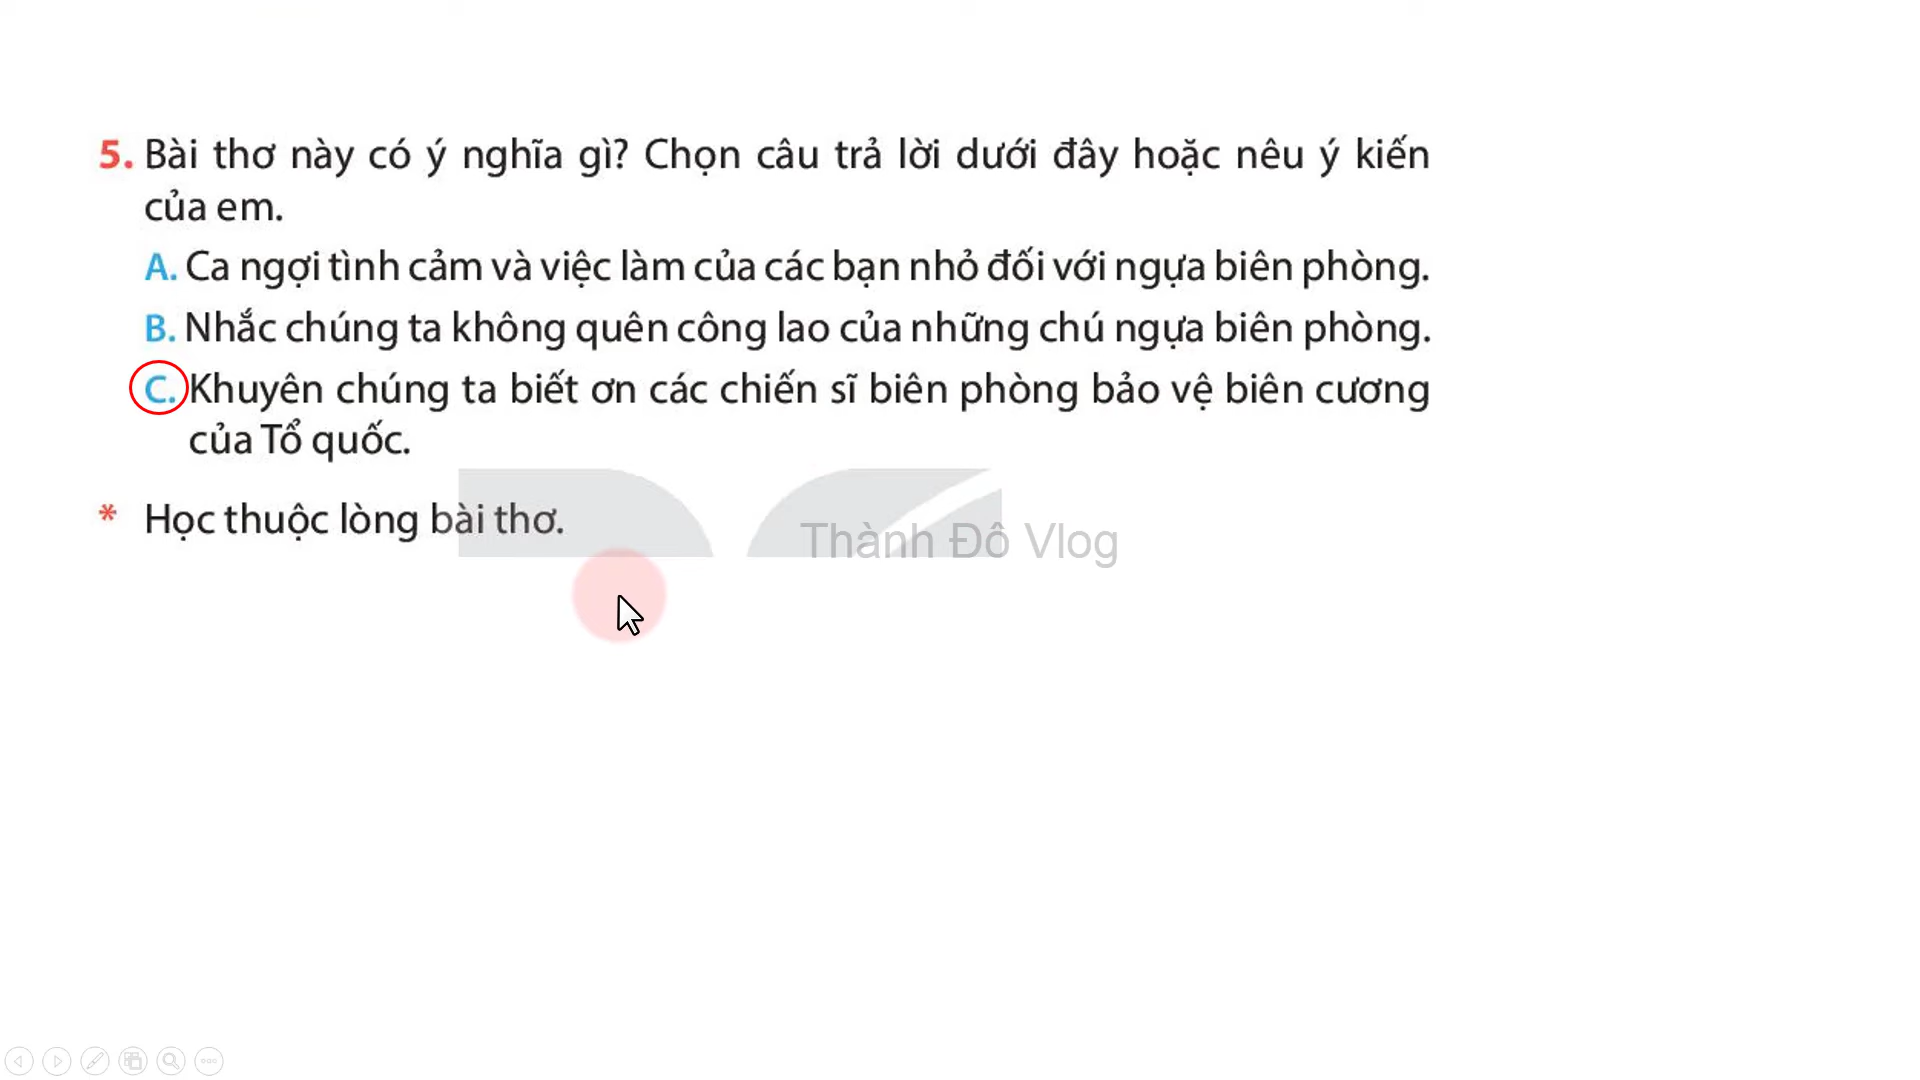 5. Bài thơ này có ý nghĩa gì? Chọn câu trả lời dưới đây hoặc nêu ý kiến
của em.
A. Ca ngợi tình cảm và việc làm của các bạn nhỏ đối với ngựa biên phòng.
B. Nhắc chúng ta không quên công lao của những chú ngựa biên phòng.
C. Khuyên chúng ta biết ơn các chiến sĩ biên phòng bảo vệ biên cương
của Tổ quốc.
* Học thuộc lòng bài thơ.
Thành Đô Vlog